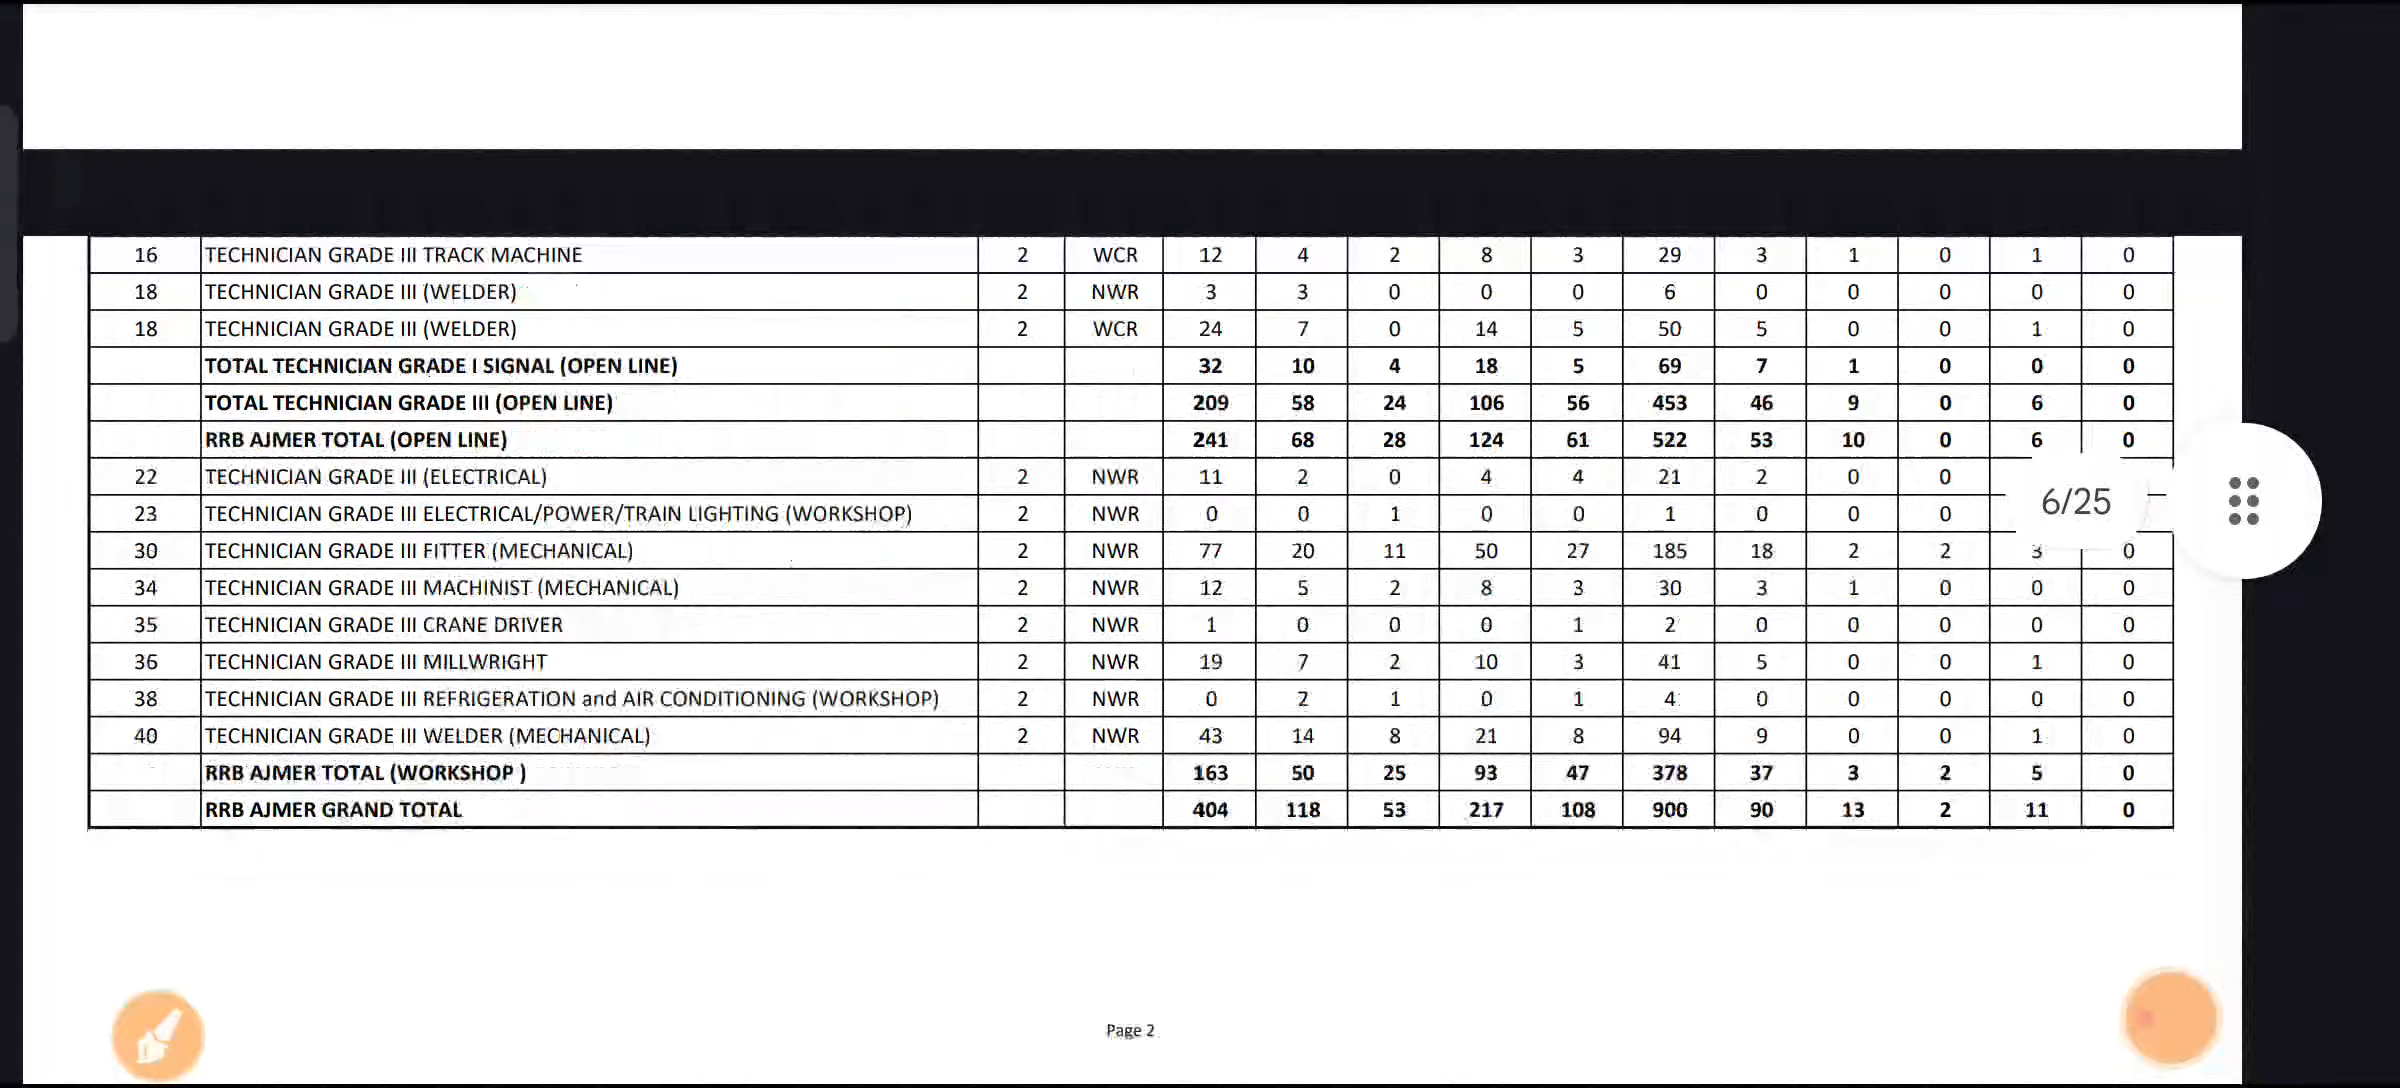 16 TECHNICIAN GRADE III TRACK MACHINE 2 WCR 12 4 2 8 3 29 3 1 0 1 0
18 TECHNICIAN GRADE III (WELDER) 2 NWR 3 3 0 0 0 6 0 0 0 0 0
18 TECHNICIAN GRADE III (WELDER) 2 WCR 24 7 0 14 5 50 5 0 0 1 0
TOTAL TECHNICIAN GRADE I SIGNAL (OPEN LINE) 32 10 4 18 5 69 7 1 0 0 0
TOTAL TECHNICIAN GRADE III (OPEN LINE) 209 58 24 106 56 453 46 9 0 6 0
RRB AJMER TOTAL (OPEN LINE) 241 68 28 124 61 522 53 10 0 6 0
22 TECHNICIAN GRADE III (ELECTRICAL) 2 NWR 11 2 0 4 4 21 2 0 0
6/25
23 TECHNICIAN GRADE III ELECTRICAL/POWER/TRAIN LIGHTING (WORKSHOP) 2 NWR 0 0 1 0 0 1 0 0 0
30 TECHNICIAN GRADE III FITTER (MECHANICAL) 2 NWR 77 20 11 50 27 185 18 2 2 3 0
34 TECHNICIAN GRADE III MACHINIST (MECHANICAL) 2 NWR 12 5 2 8 3 30 3 1 0 0 0
35 TECHNICIAN GRADE III CRANE DRIVER 2 NWR 1 0 0 0 1 2 0 0 0 0 0
36 TECHNICIAN GRADE III MILLWRIGHT 2 NWR 19 7 2 10 3 41 5 0 0 1 0
38 TECHNICIAN GRADE III REFRIGERATION and AIR CONDITIONING (WORKSHOP) 2 NWR 0 2 1 0 1 4 0 0 0 0 0
40 TECHNICIAN GRADE III WELDER (MECHANICAL) 2 NWR 43 14 8 21 8 94 9 0 0 1 0
RRB AJMER TOTAL (WORKSHOP ) 163 50 25 93 47 378 37 3 2 5 0
RRB AJMER GRAND TOTAL 404 118 53 217 108 900 90 13 2 11 0
Page 2